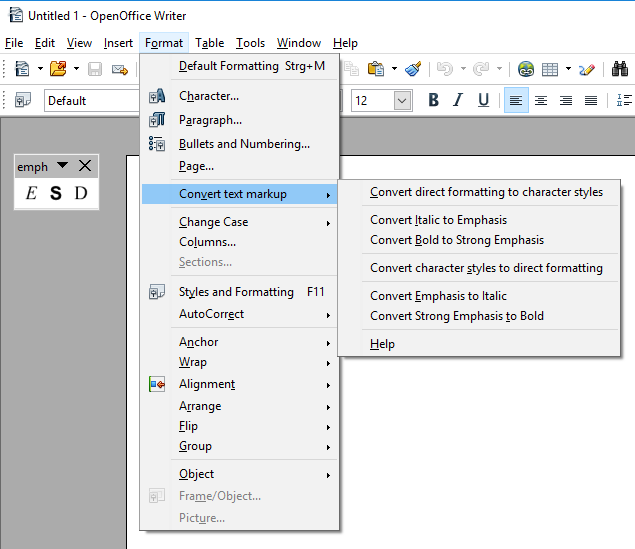 Untitled 1 - OpenOffice Writer
File Edit View Insert Format Table Tools Window Help
Default 12 B I U
emph
E S D
Default Formatting Strg+M
Character...
Paragraph...
Bullets and Numbering...
Page...
Convert text markup
Change Case
Columns...
Sections...
Styles and Formatting F11
AutoCorrect
Anchor
Wrap
Alignment
Arrange
Flip
Group
Object
Frame/Object...
Picture...
Convert direct formatting to character styles
Convert Italic to Emphasis
Convert Bold to Strong Emphasis
Convert character styles to direct formatting
Convert Emphasis to Italic
Convert Strong Emphasis to Bold
Help